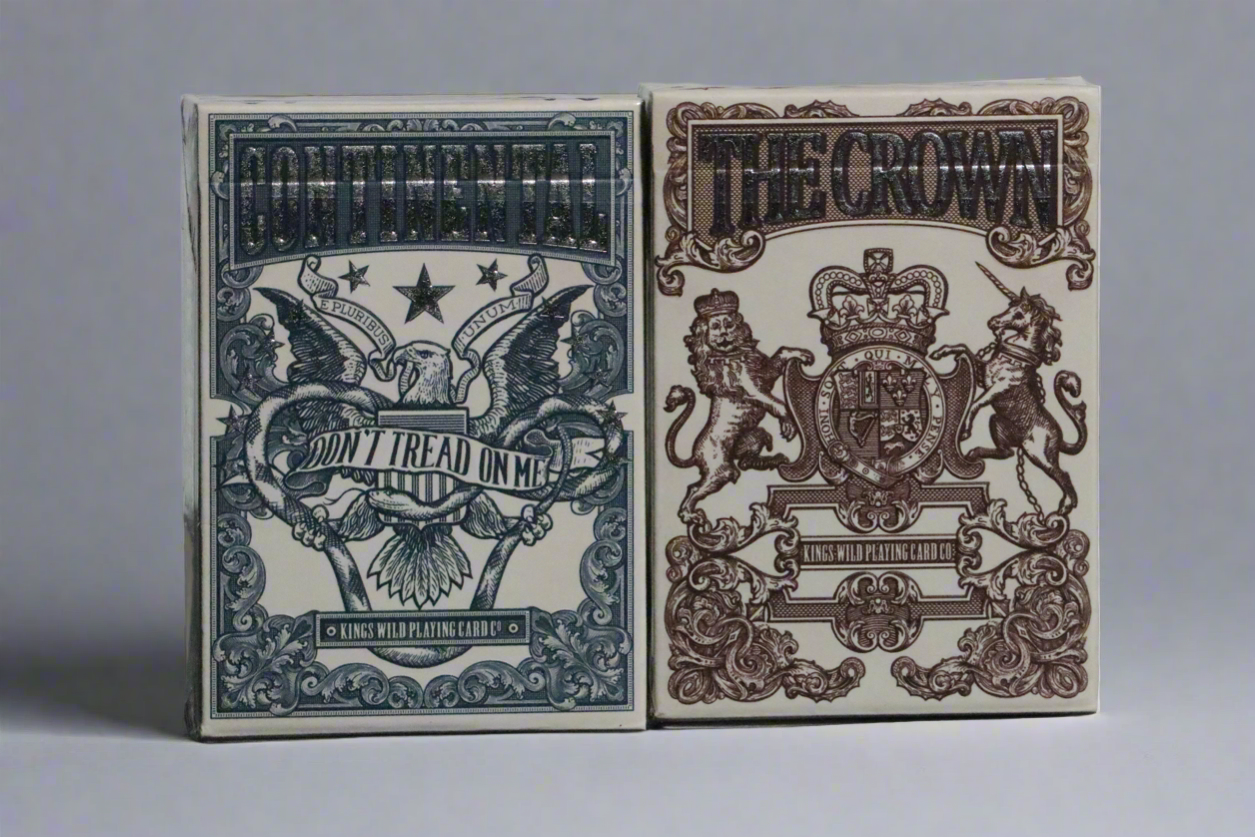 CONTINENTAL
E PLURIBUS
UNUM
DON'T TREAD ON ME
KINGS WILD PLAYING CARD Cº
THE CROWN
QUI
KINGS WILD PLAYING CARD Cº